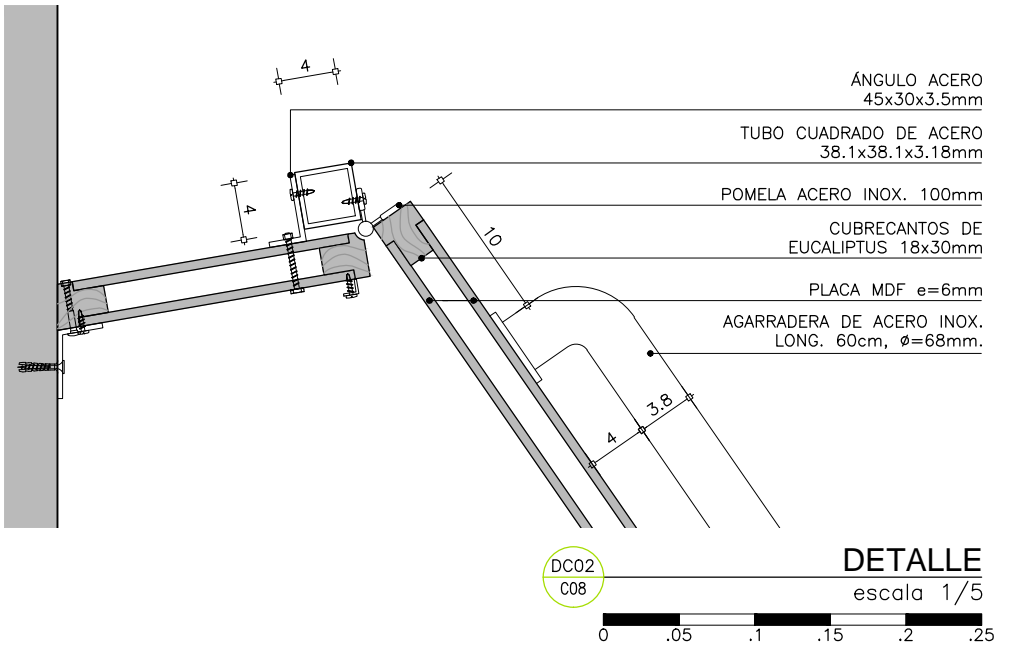 4
ÁNGULO ACERO
45x30x3.5mm
TUBO CUADRADO DE ACERO
38.1x38.1x3.18mm
4
POMELA ACERO INOX. 100mm
10
CUBRECANTOS DE
EUCALIPTUS 18x30mm
PLACA MDF e=6mm
AGARRADERA DE ACERO INOX.
LONG. 60cm, ø=68mm.
3.8
4
DC02
C08
DETALLE
escala 1/5
0 .05 .1 .15 .2 .25